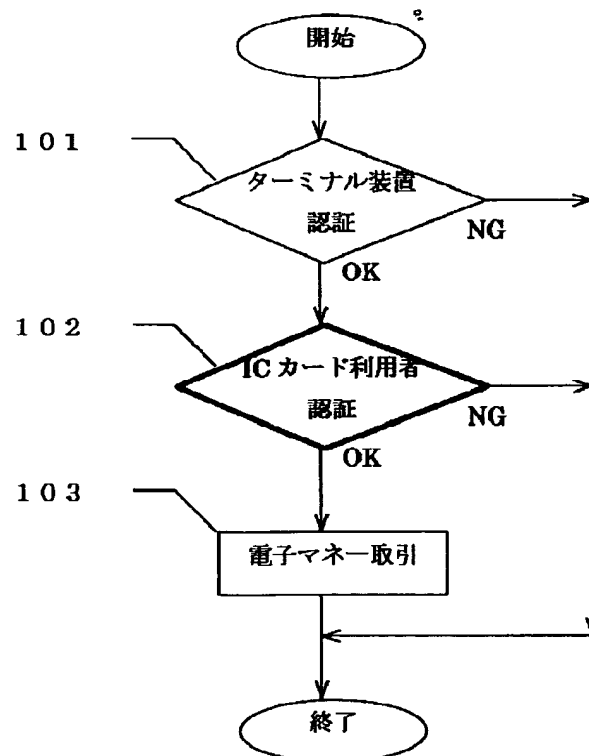 開始
１０１
ターミナル装置
認証
NG
OK
１０２
ICカード利用者
認証
NG
OK
１０３
電子マネー取引
終了